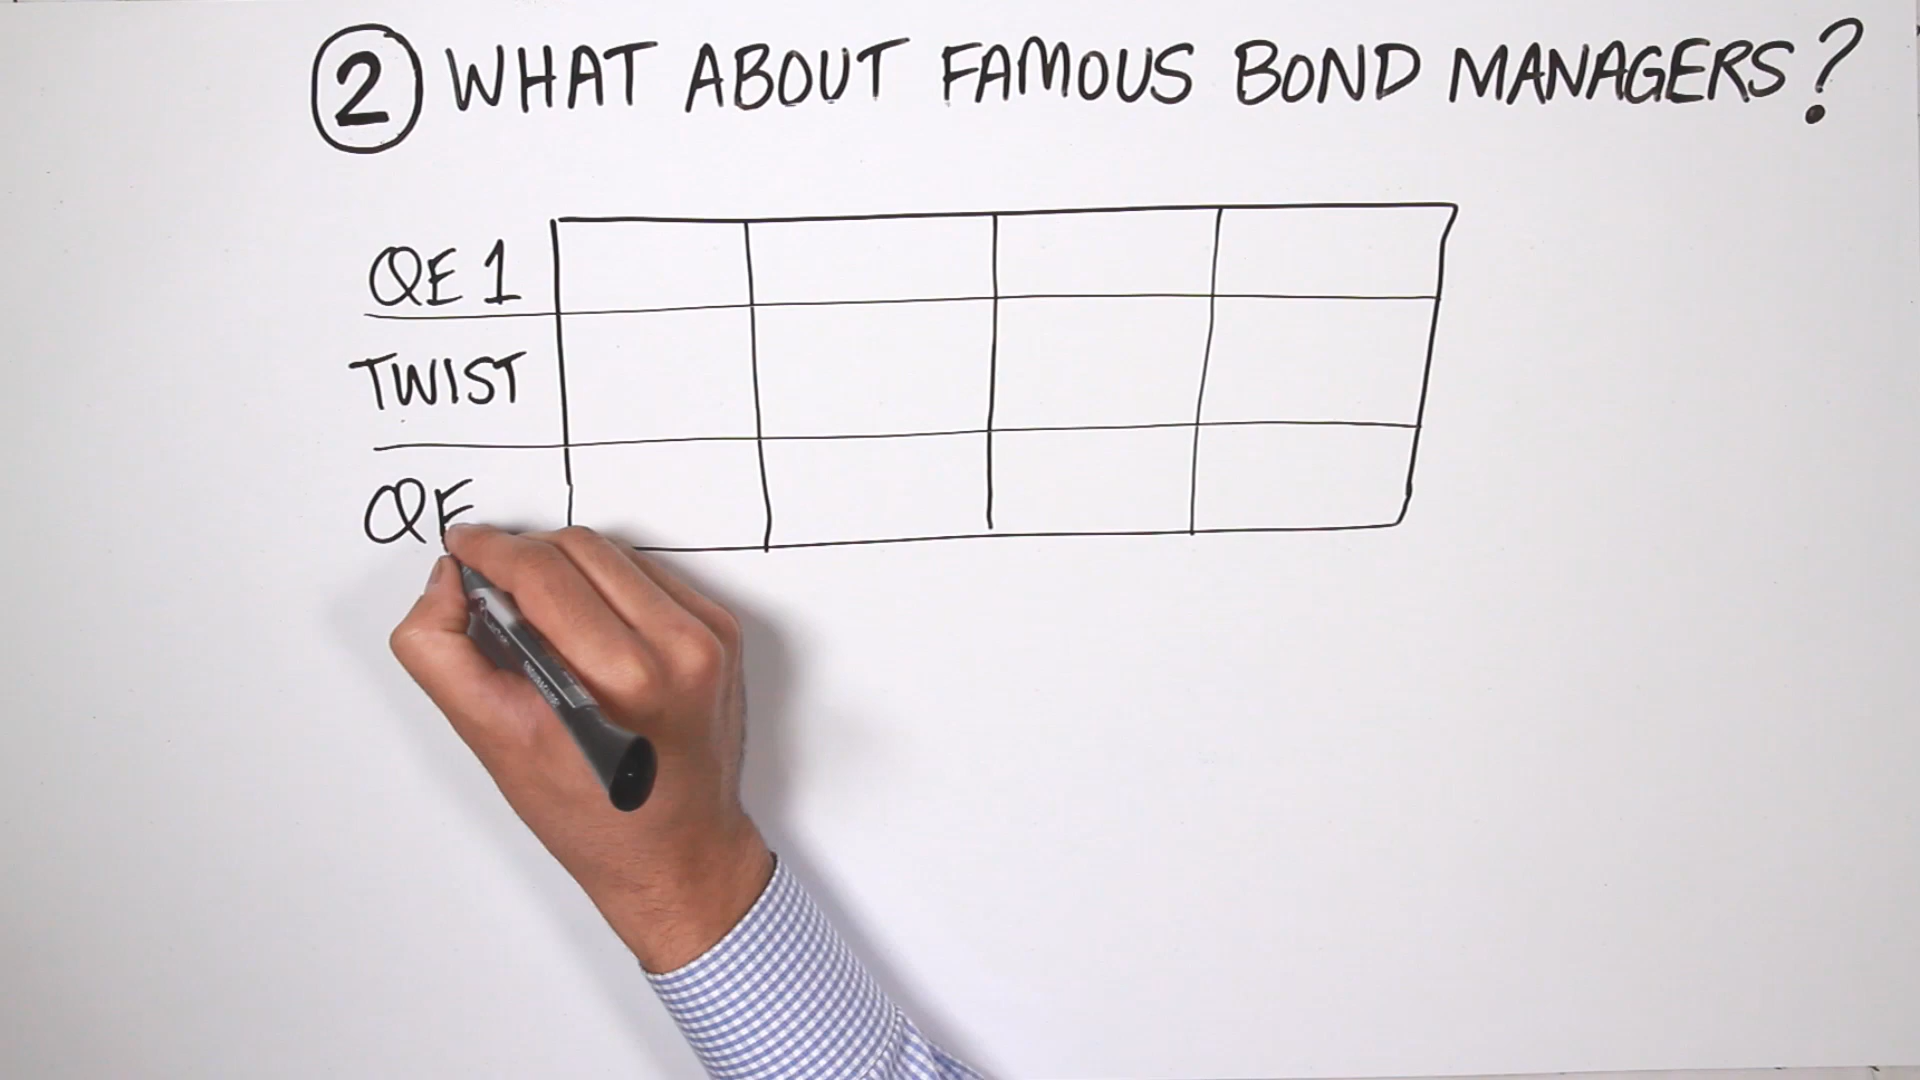 ② WHAT ABOUT FAMOUS BOND MANAGERS?
QE 1
TWIST
QE